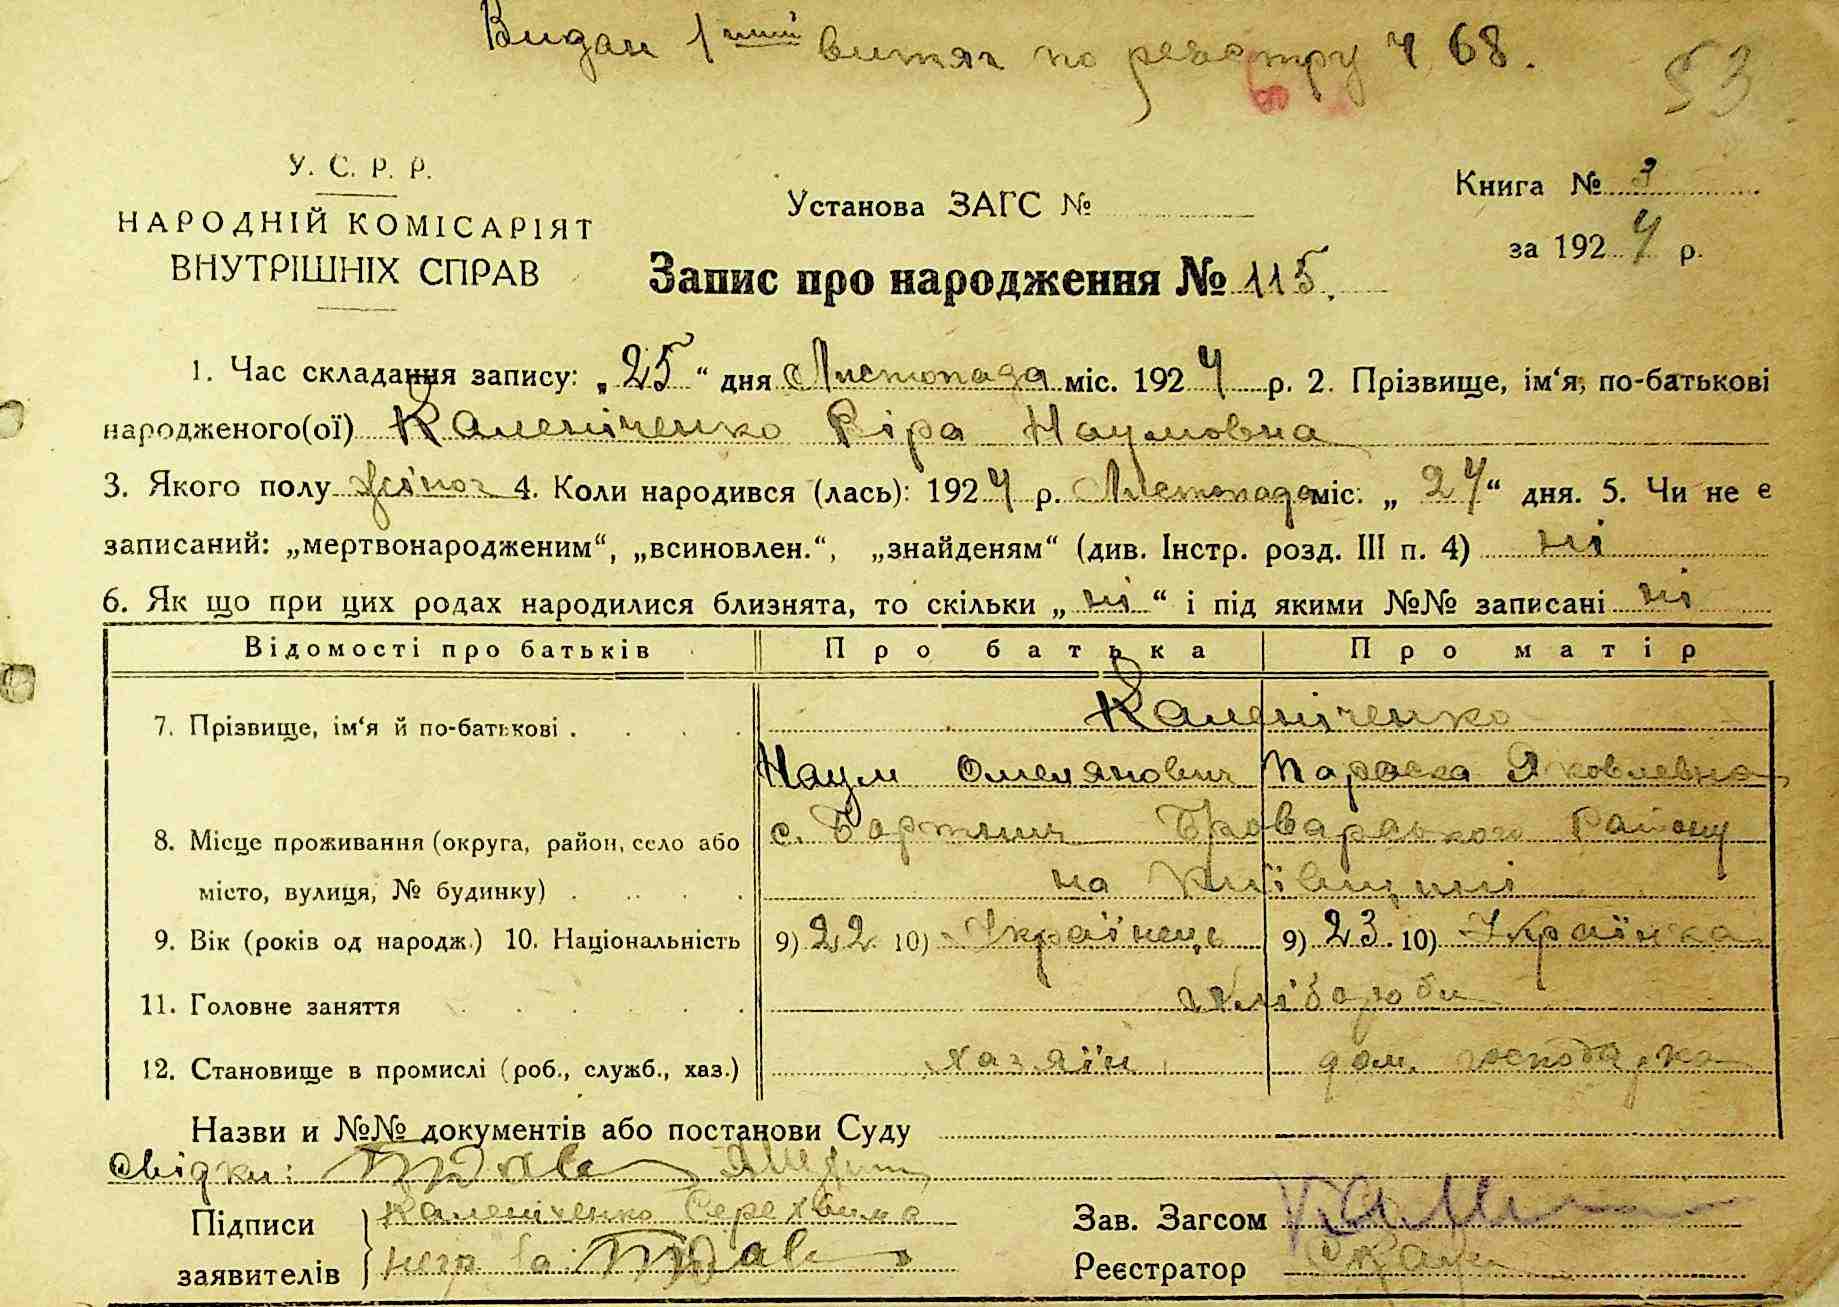 Видан 1ший витяг по реестру ч 68.
53
У. С. Р. Р.
НАРОДНІЙ КОМІСАРІЯТ
ВНУТРІШНІХ СПРАВ
Установа ЗАГС №
Книга № 3
за 1924 р.
Запис про народження № 115.
1. Час складання запису: „25“ дня Листопада міс. 1924 р. 2. Прізвище, ім‘я, по-батькові
народженого(ої) Каленіченко Віра Наумовна
3. Якого полу жіноч 4. Коли народився (лась): 1924 р. Листопада міс. „24“ дня. 5. Чи не є
записаний: „мертвонародженим“, „всиновлен.“, „знайденям“ (див. Інстр. розд. III п. 4) ні
6. Як що при цих родах народилися близнята, то скільки „ні“ і під якими №№ записані ні
Відомості про батьків Про батька Про матір
7. Прізвище, ім‘я й по-батькові . Каленіченко
Наум Омелянович Параска Яковлевна
8. Місце проживання (округа, район, село або с. Бортничі Броварського Району
місто, вулиця, № будинку) на Київщині
9. Вік (років од народж.) 10. Національність 9) 22 10) Українець 9) 23. 10) Українка
11. Головне заняття хлібороби
12. Становище в промислі (роб., служб., хаз.) хазяїн дом. господарка
Назви и №№ документів або постанови Суду
Свідки:
Підписи Каленіченко
заявителів
Зав. Загсом
Реєстратор